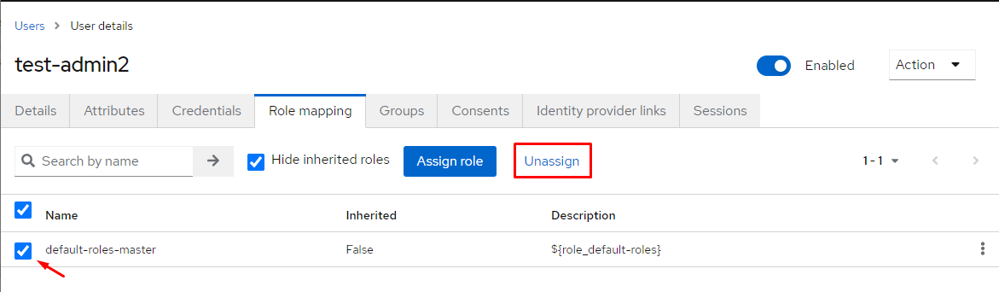 Users > User details
test-admin2
Enabled
Action
Details Attributes Credentials Role mapping Groups Consents Identity provider links Sessions
Search by name Hide inherited roles Assign role Unassign 1-1
Name Inherited Description
default-roles-master False ${role_default-roles}